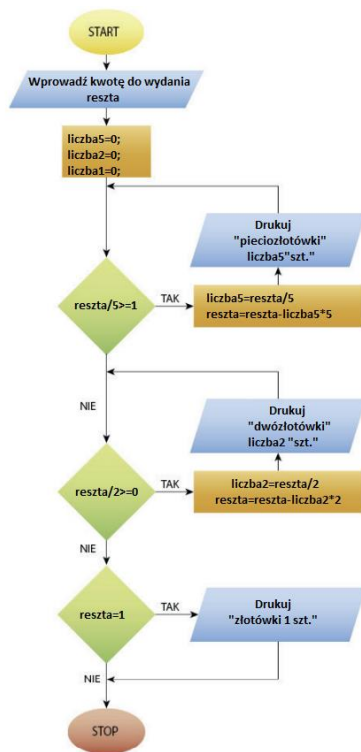 START
Wprowadź kwotę do wydania
reszta
liczba5=0;
liczba2=0;
liczba1=0;
Drukuj
"pieciozłotówki"
liczba5"szt."
reszta/5>=1
TAK
liczba5=reszta/5
reszta=reszta-liczba5*5
NIE
Drukuj
"dwózłotówki"
liczba2 "szt."
reszta/2>=0
TAK
liczba2=reszta/2
reszta=reszta-liczba2*2
NIE
reszta=1
TAK
Drukuj
"złotówki 1 szt."
NIE
STOP